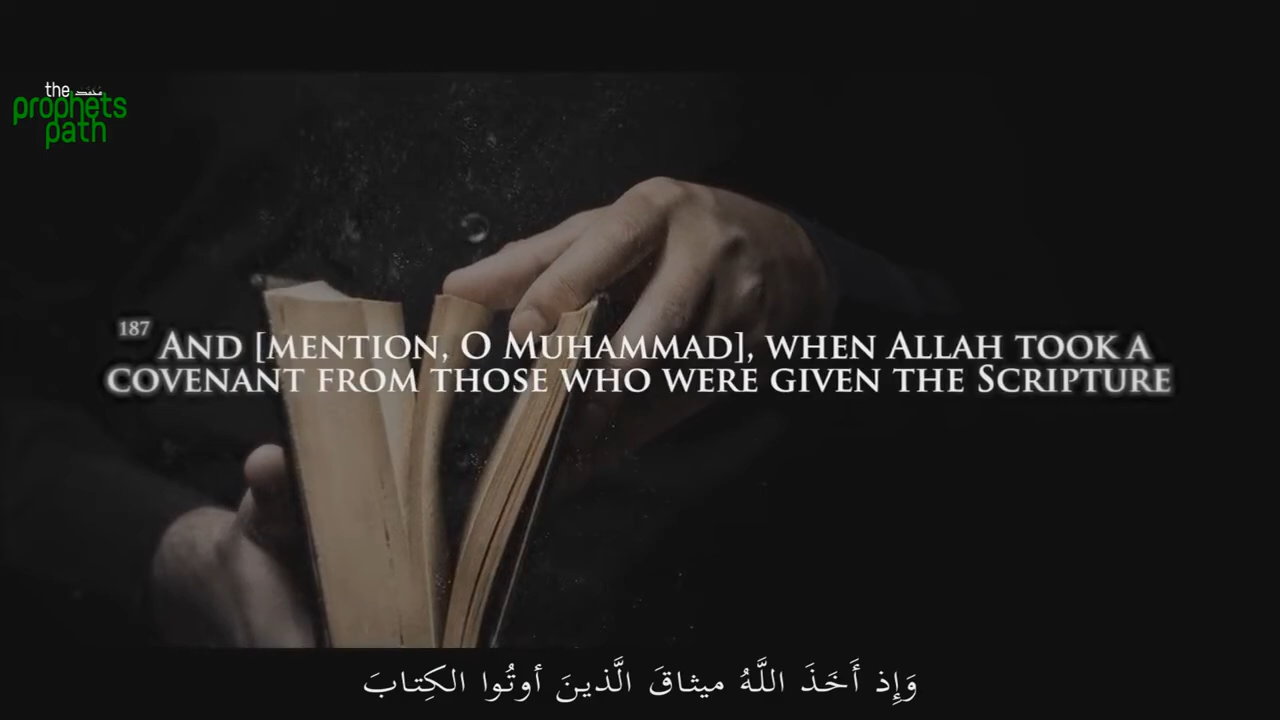 the
prophets
path
187 AND [MENTION, O MUHAMMAD], WHEN ALLAH TOOK A
COVENANT FROM THOSE WHO WERE GIVEN THE SCRIPTURE
وَإِذ أَخَذَ اللَّهُ ميثاقَ الَّذينَ أوتُوا الكِتابَ